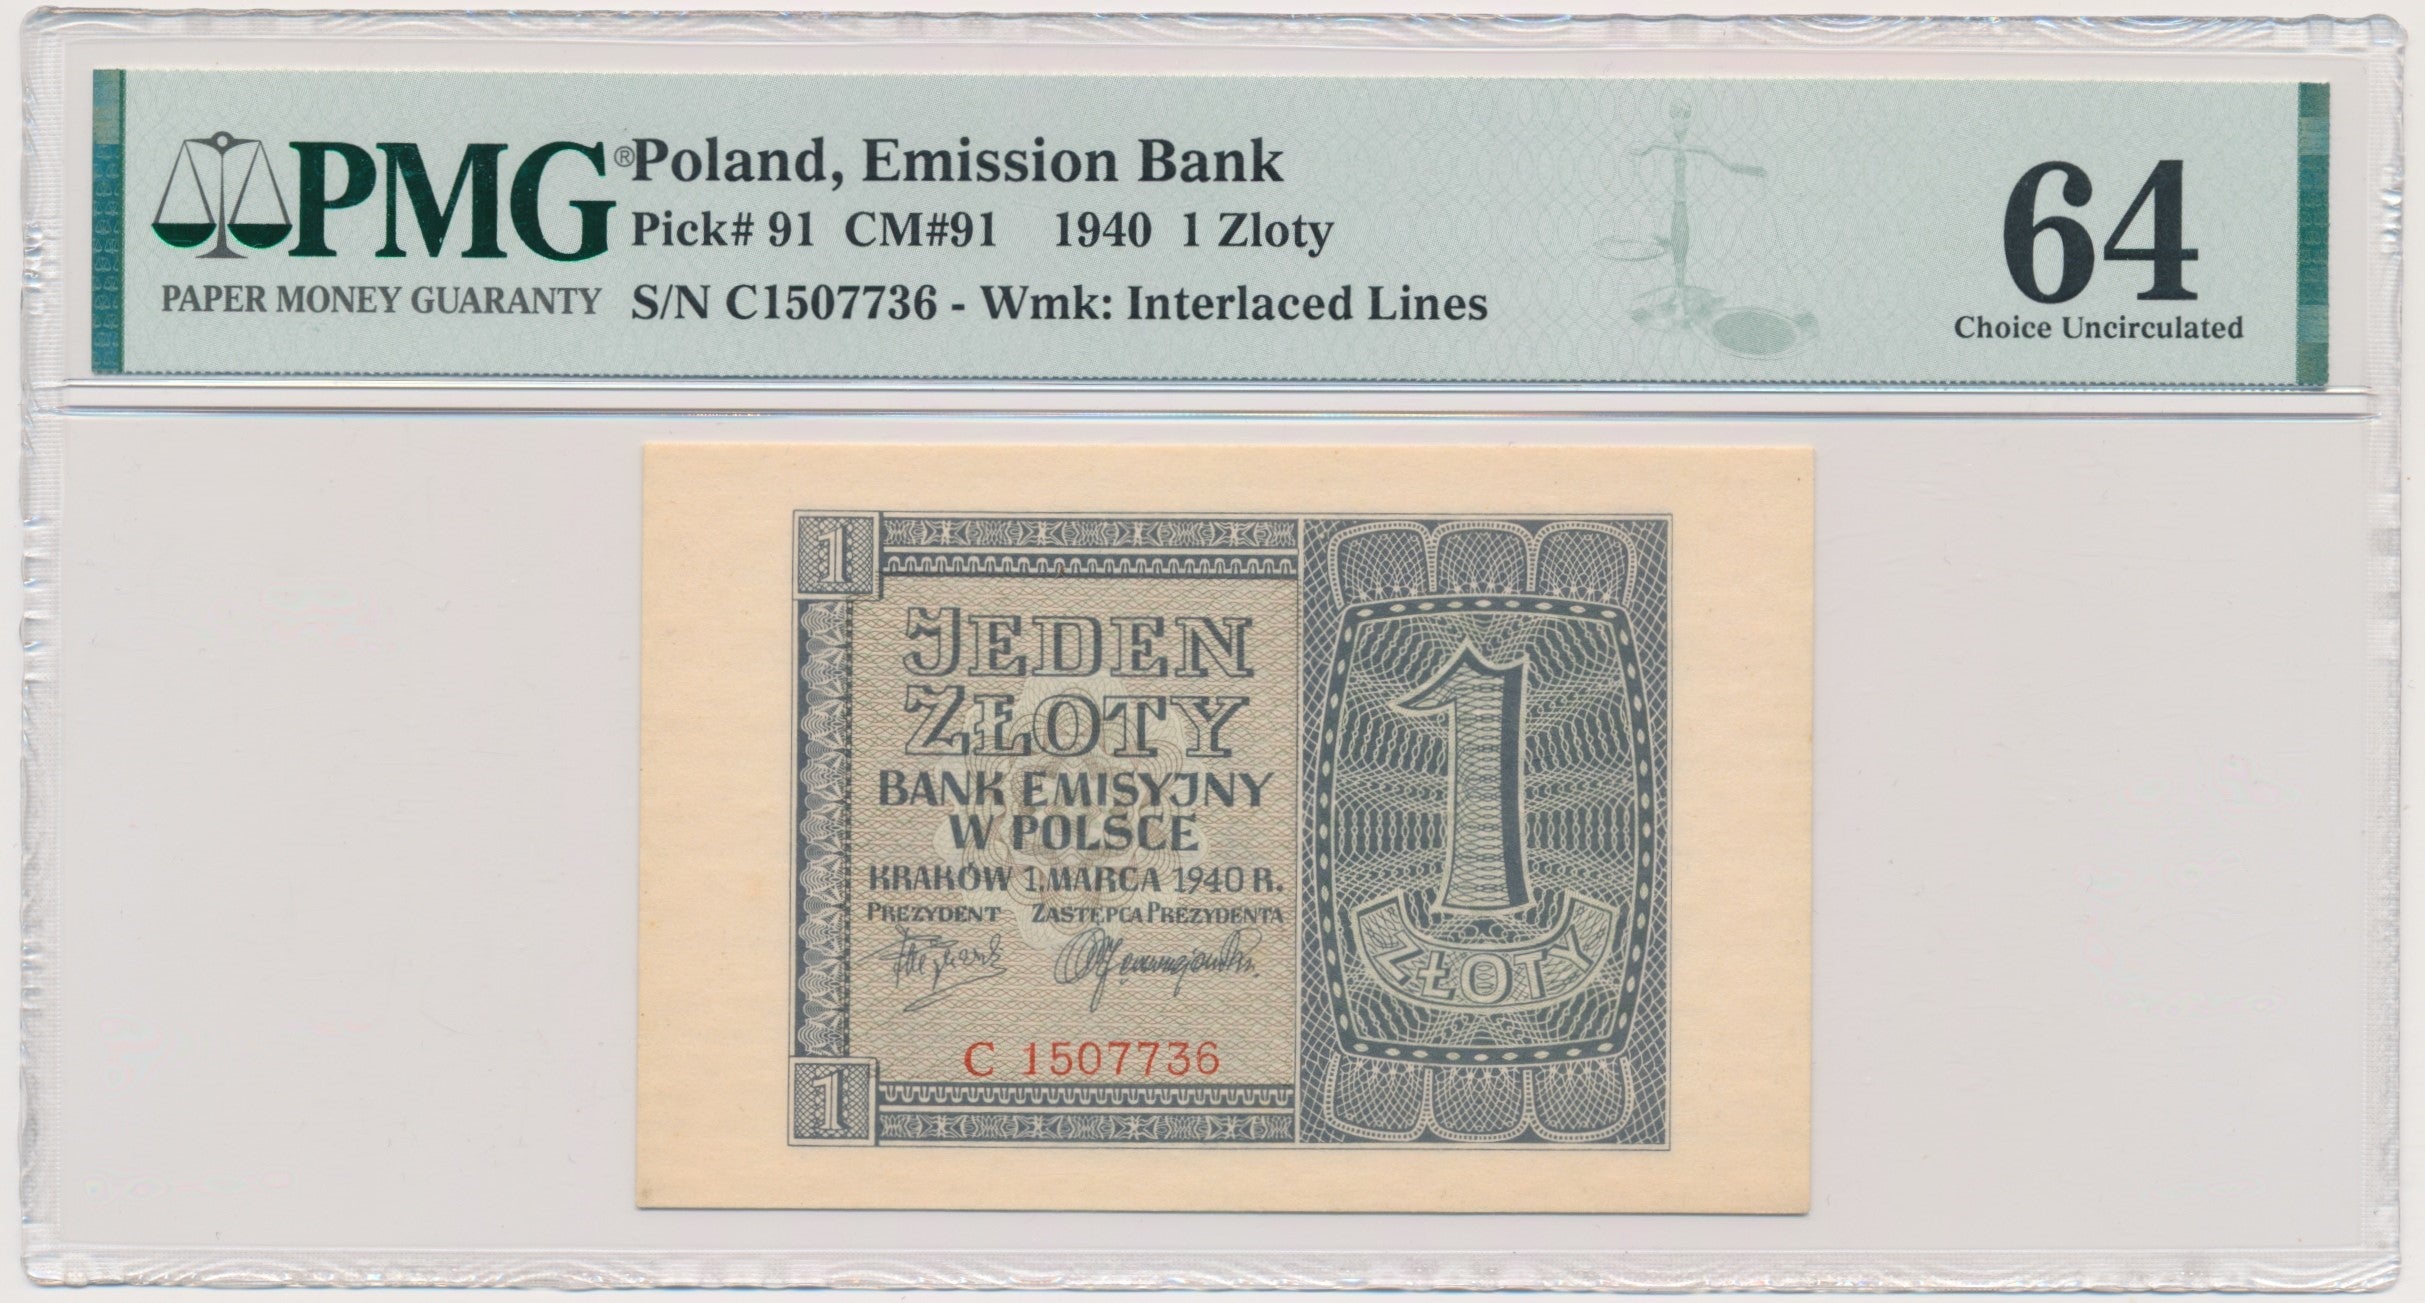 PMG®
PAPER MONEY GUARANTY
Poland, Emission Bank
Pick# 91 CM#91 1940 1 Zloty
S/N C1507736 - Wmk: Interlaced Lines
64
Choice Uncirculated
1
JEDEN
ZŁOTY
BANK EMISYJNY
W POLSCE
KRAKÓW 1. MARCA 1940 R.
PREZYDENT ZASTĘPCA PREZYDENTA
C 1507736
1
1
ZŁOTY